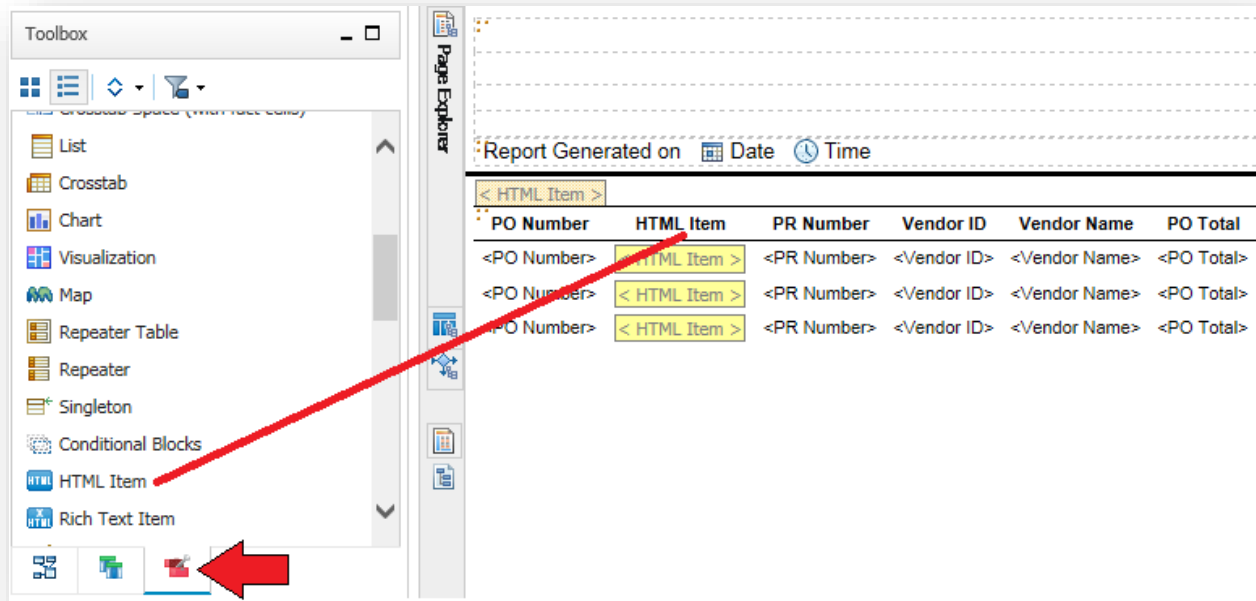 Toolbox
Crosstab Space (with fact cells)
List
Crosstab
Chart
Visualization
Map
Repeater Table
Repeater
Singleton
Conditional Blocks
HTML HTML Item
X HTML Rich Text Item
Page Explorer
Report Generated on Date Time
< HTML Item >
PO Number HTML Item PR Number Vendor ID Vendor Name PO Total
<PO Number> < HTML Item > <PR Number> <Vendor ID> <Vendor Name> <PO Total>
<PO Number> < HTML Item > <PR Number> <Vendor ID> <Vendor Name> <PO Total>
<PO Number> < HTML Item > <PR Number> <Vendor ID> <Vendor Name> <PO Total>